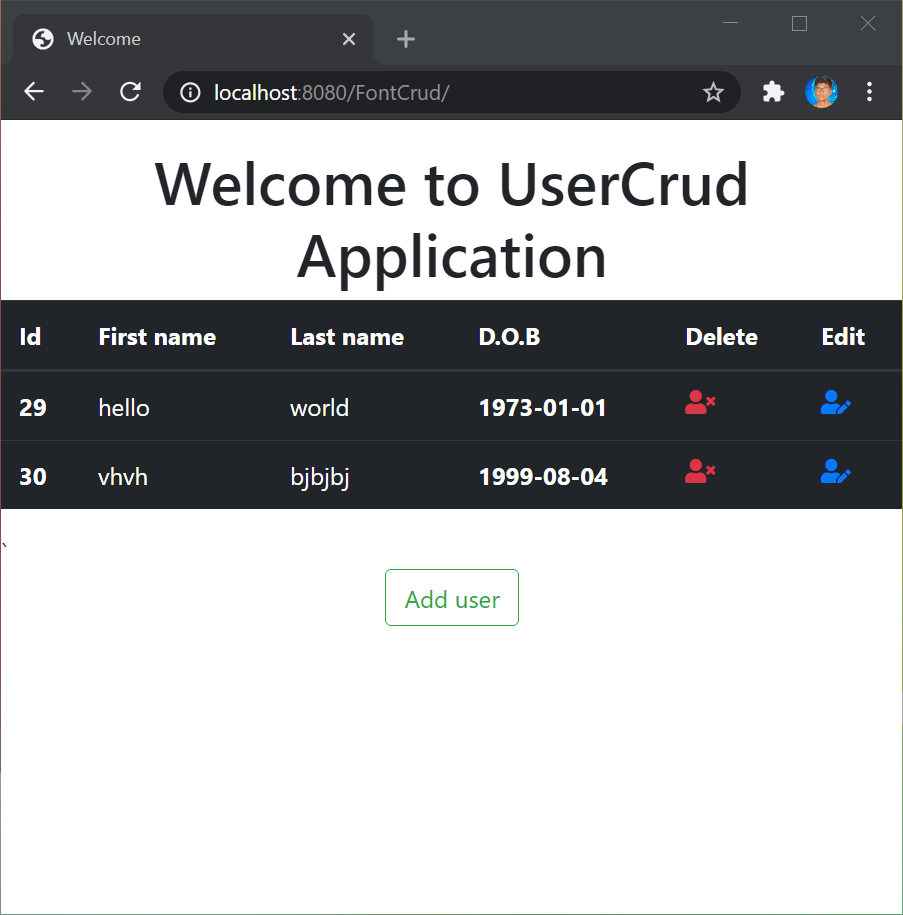 Welcome
localhost:8080/FontCrud/
Welcome to UserCrud
Application
Id First name Last name D.O.B Delete Edit
29 hello world 1973-01-01
30 vhvh bjbjbj 1999-08-04
`
Add user